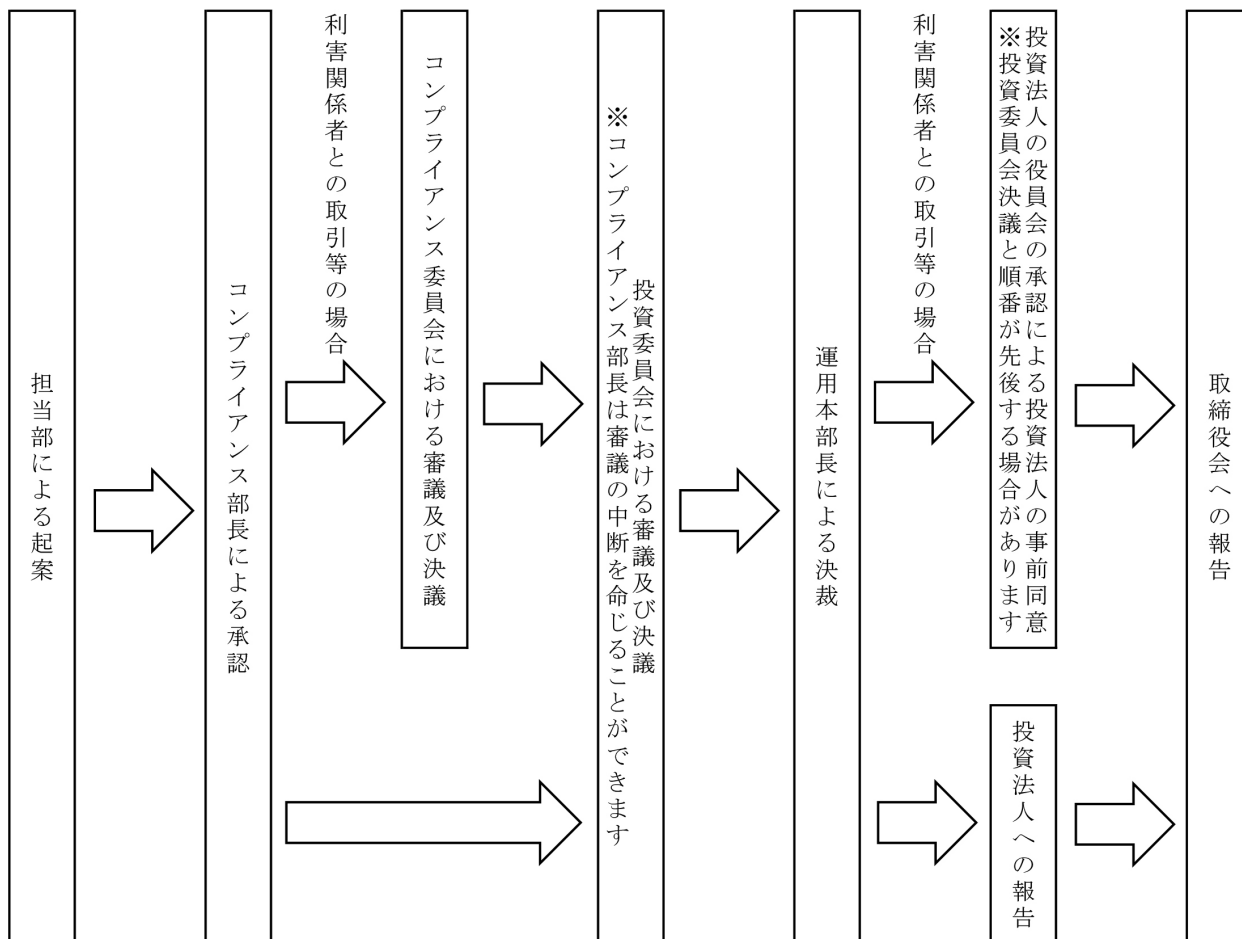 担当部による起案
コンプライアンス部長による承認
利害関係者との取引等の場合
コンプライアンス委員会における審議及び決議
投資委員会における審議及び決議
※コンプライアンス部長は審議の中断を命じることができます
運用本部長による決裁
利害関係者との取引等の場合
投資法人の役員会の承認による投資法人の事前同意
※投資委員会決議と順番が先後する場合があります
投資法人への報告
取締役会への報告